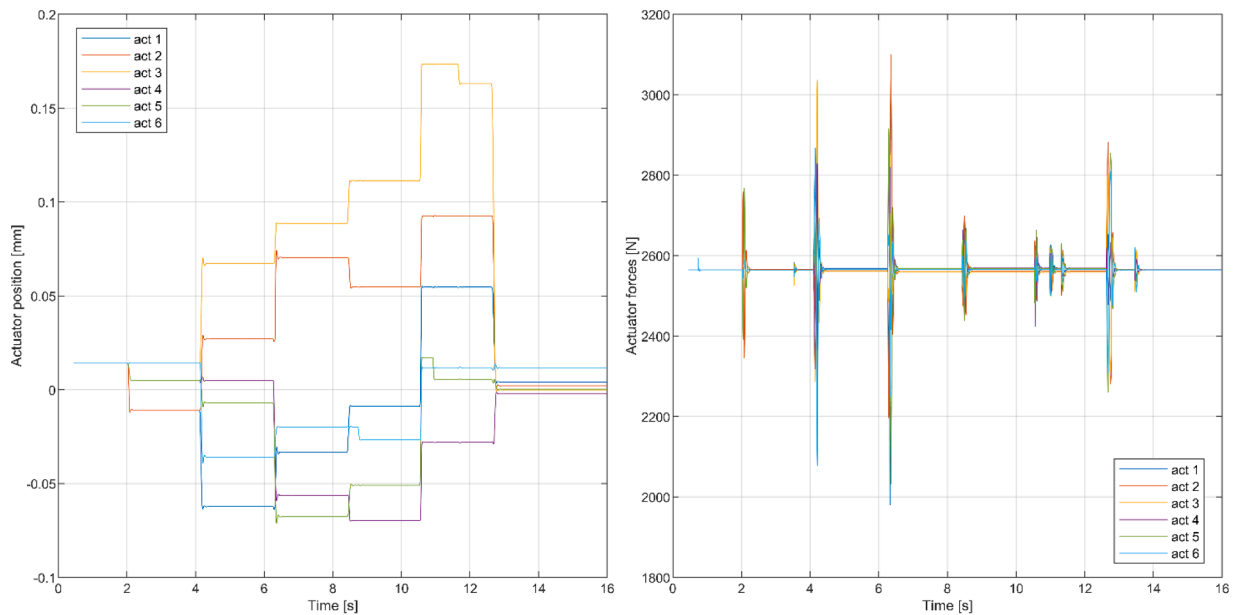 0.2
0.15
0.1
0.05
0
-0.05
-0.1
Actuator position [mm]
act 1
act 2
act 3
act 4
act 5
act 6
0 2 4 6 8 10 12 14 16
Time [s]
3200
3000
2800
2600
2400
2200
2000
1800
Actuator forces [N]
act 1
act 2
act 3
act 4
act 5
act 6
0 2 4 6 8 10 12 14 16
Time [s]